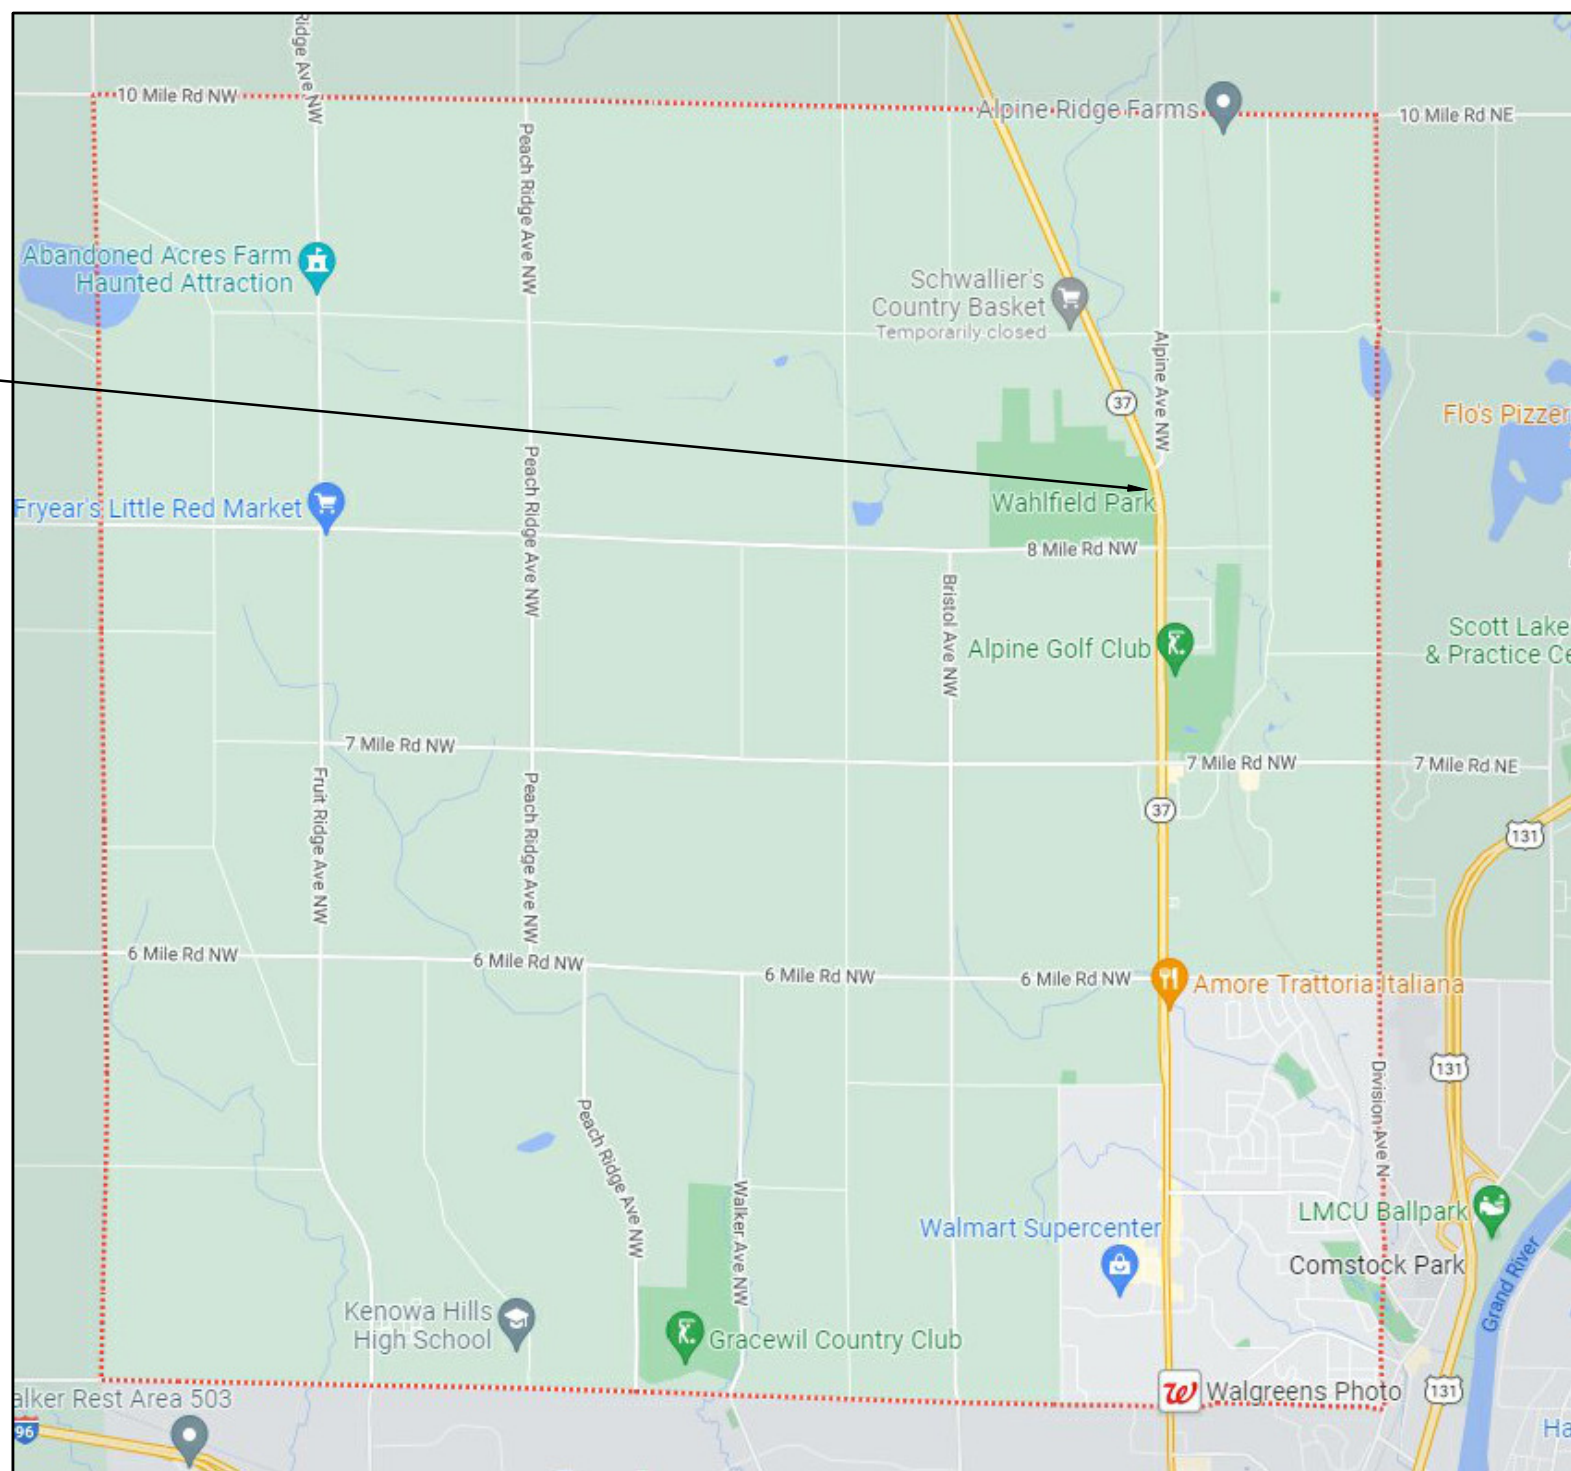 Ridge Ave NW
10 Mile Rd NW
Alpine Ridge Farms
10 Mile Rd NE
Peach Ridge Ave NW
Abandoned Acres Farm
Haunted Attraction
Schwallier's
Country Basket
Temporarily closed
Alpine Ave NW
37
Flo's Pizzer
Peach Ridge Ave NW
Fryear's Little Red Market
Wahlfield Park
8 Mile Rd NW
Bristol Ave NW
Alpine Golf Club
Scott Lake
& Practice Ce
7 Mile Rd NW
7 Mile Rd NW
7 Mile Rd NE
Fruit Ridge Ave NW
Peach Ridge Ave NW
37
131
6 Mile Rd NW
6 Mile Rd NW
6 Mile Rd NW
6 Mile Rd NW
Amore Trattoria Italiana
131
Division Ave N
Peach Ridge Ave NW
Walker Ave NW
Walmart Supercenter
LMCU Ballpark
Comstock Park
Grand River
Kenowa Hills
High School
Gracewil Country Club
alker Rest Area 503
Walgreens Photo
131
96
Ha